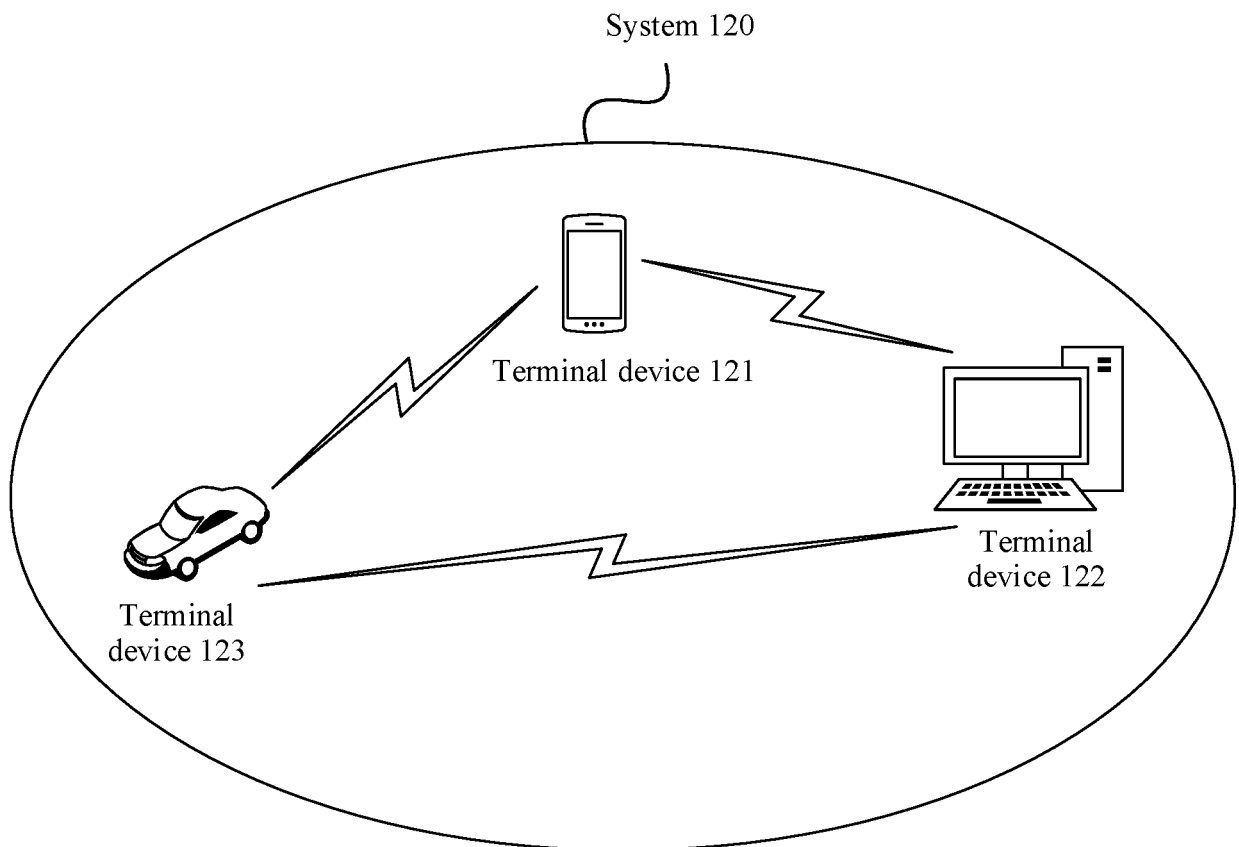 System 120
Terminal device 121
Terminal
device 122
Terminal
device 123